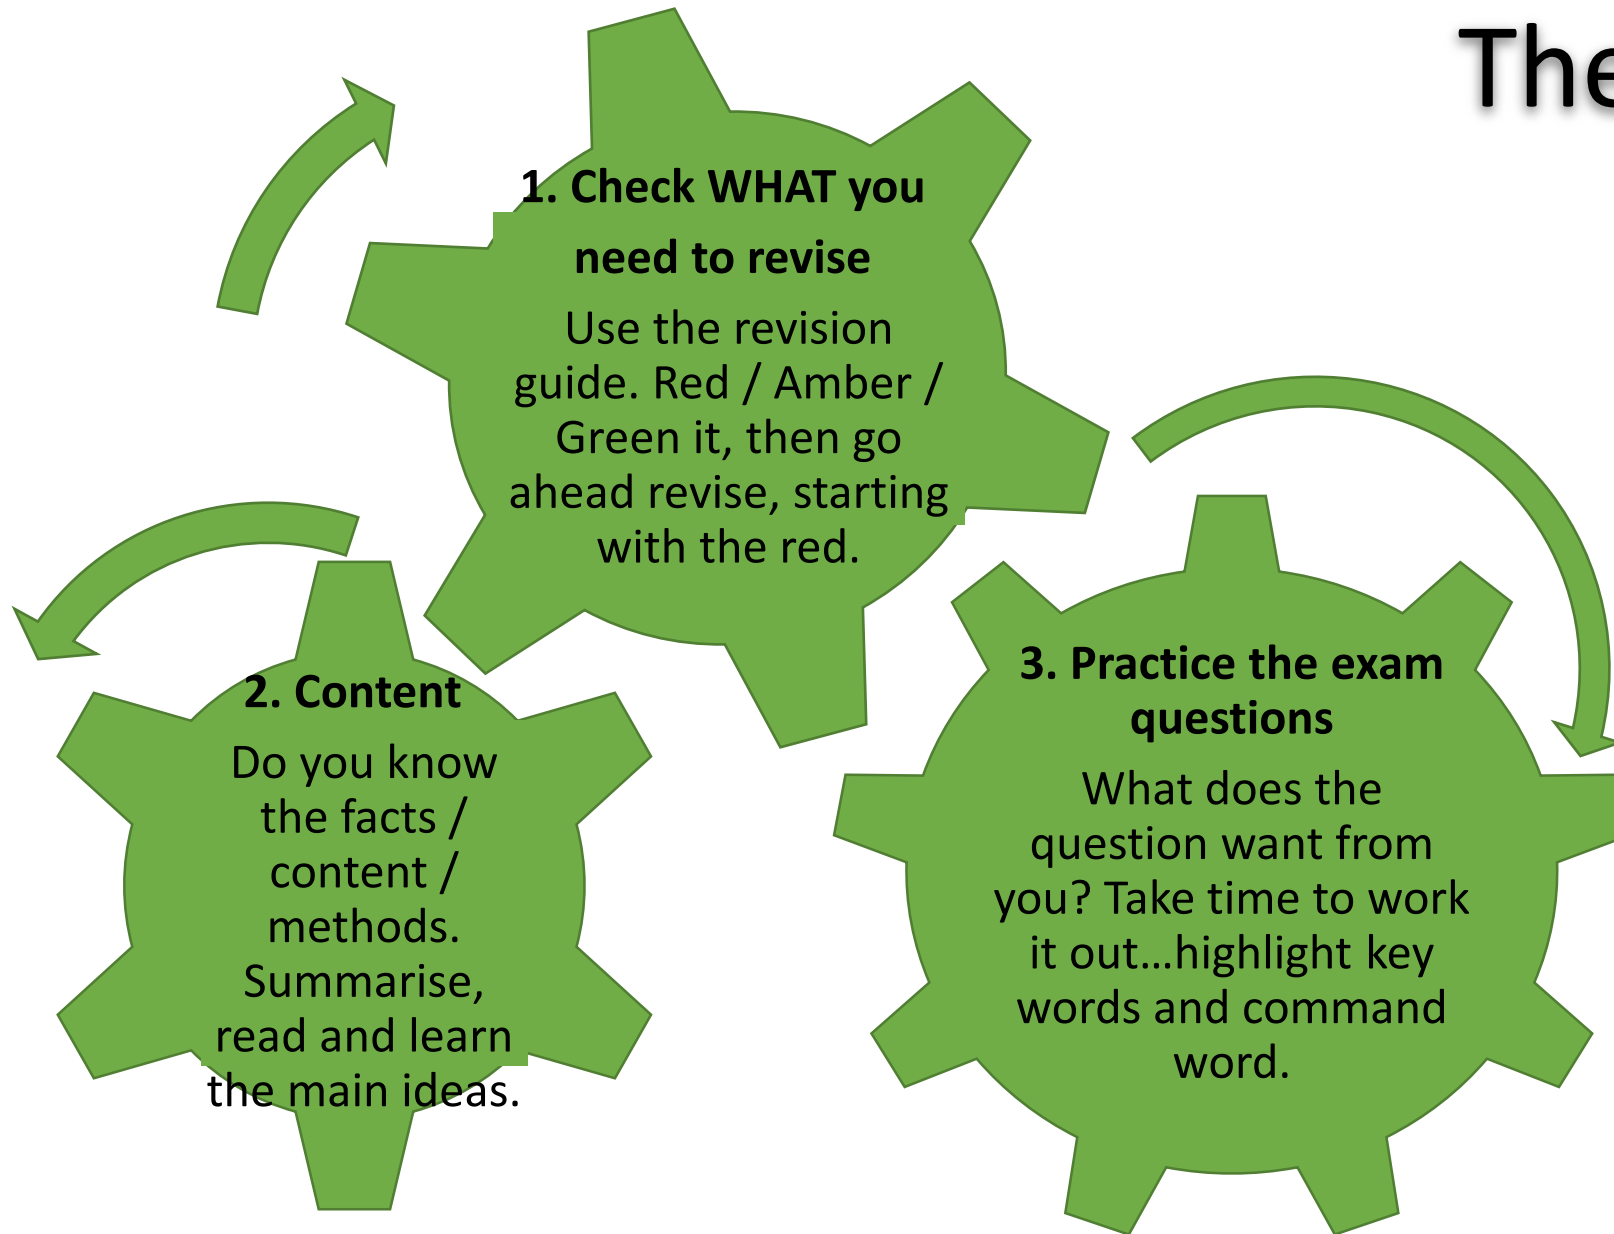 The
1. Check WHAT you
need to revise
Use the revision
guide. Red / Amber /
Green it, then go
ahead revise, starting
with the red.
2. Content
Do you know
the facts /
content /
methods.
Summarise,
read and learn
the main ideas.
3. Practice the exam
questions
What does the
question want from
you? Take time to work
it out…highlight key
words and command
word.